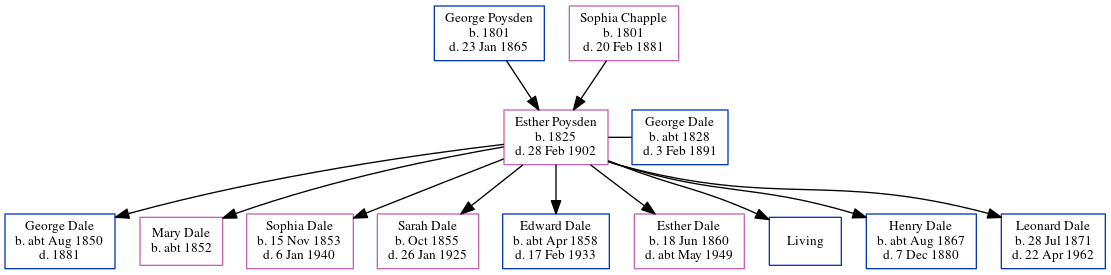 George Poysden
b. 1801
d. 23 Jan 1865
Sophia Chapple
b. 1801
d. 20 Feb 1881
Esther Poysden
b. 1825
d. 28 Feb 1902
George Dale
b. abt 1828
d. 3 Feb 1891
George Dale
b. abt Aug 1850
d. 1881
Mary Dale
b. abt 1852
Sophia Dale
b. 15 Nov 1853
d. 6 Jan 1940
Sarah Dale
b. Oct 1855
d. 26 Jan 1925
Edward Dale
b. abt Apr 1858
d. 17 Feb 1933
Esther Dale
b. 18 Jun 1860
d. abt May 1949
Living
Henry Dale
b. abt Aug 1867
d. 7 Dec 1880
Leonard Dale
b. 28 Jul 1871
d. 22 Apr 1962